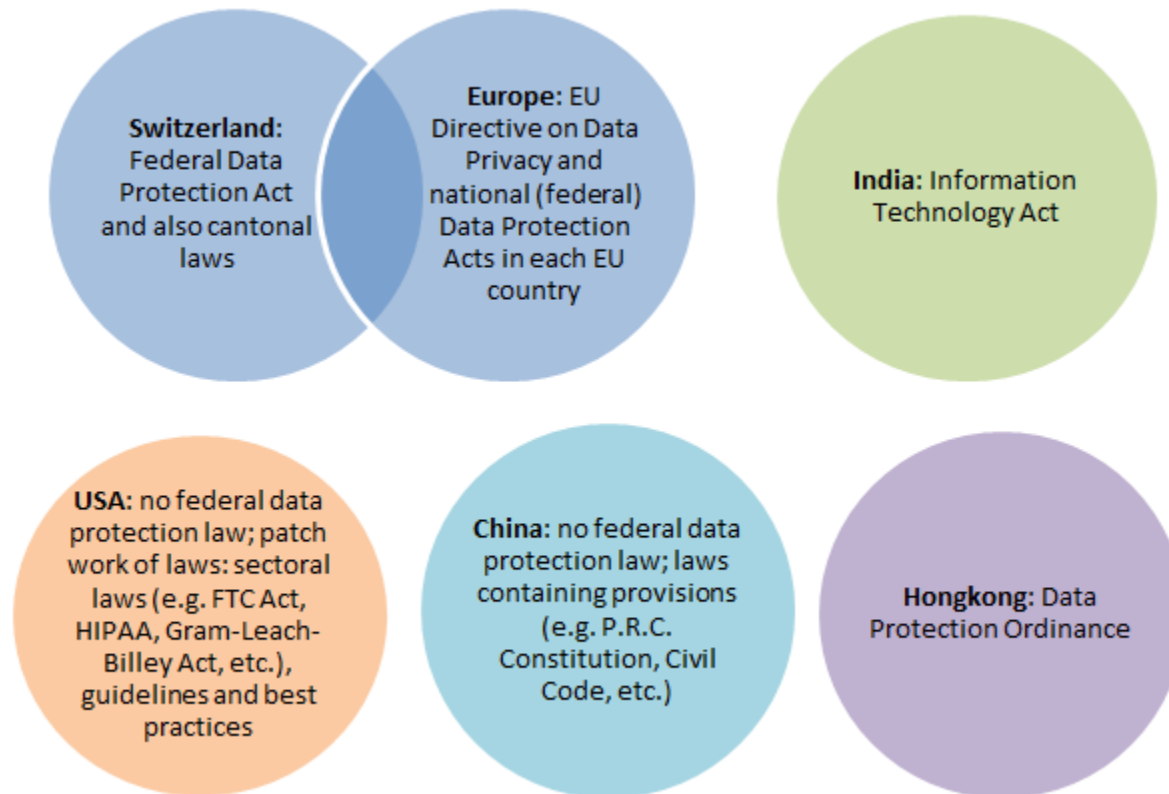 Switzerland:
Federal Data
Protection Act
and also cantonal
laws
Europe: EU
Directive on Data
Privacy and
national (federal)
Data Protection
Acts in each EU
country
India: Information
Technology Act
USA: no federal data
protection law; patch
work of laws: sectoral
laws (e.g. FTC Act,
HIPAA, Gram-Leach-
Billey Act, etc.),
guidelines and best
practices
China: no federal data
protection law; laws
containing provisions
(e.g. P.R.C.
Constitution, Civil
Code, etc.)
Hongkong: Data
Protection Ordinance